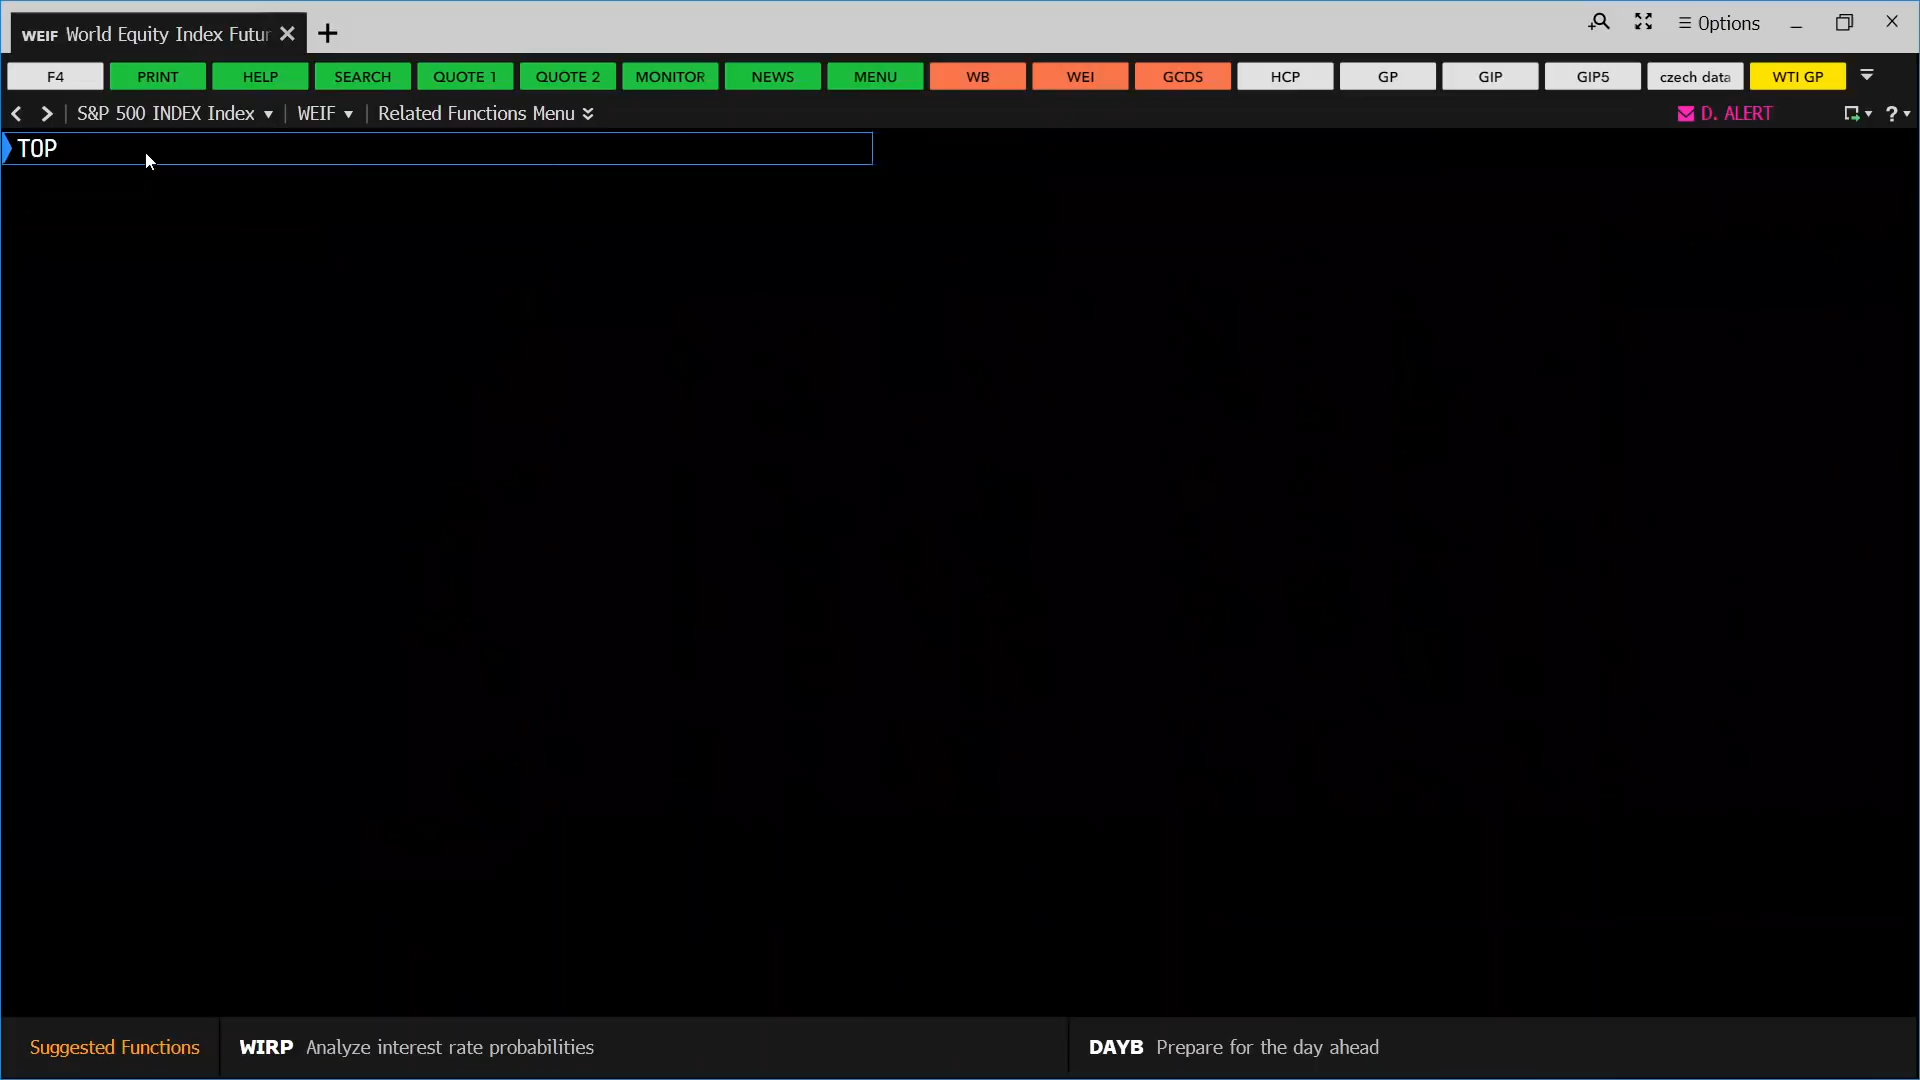 WEIF World Equity Index Futur
Options
F4 PRINT HELP SEARCH QUOTE 1 QUOTE 2 MONITOR NEWS MENU WB WEI GCDS HCP GP GIP GIP5 czech data WTI GP
S&P 500 INDEX Index WEIF Related Functions Menu D. ALERT ?
TOP
Suggested Functions WIRP Analyze interest rate probabilities DAYB Prepare for the day ahead